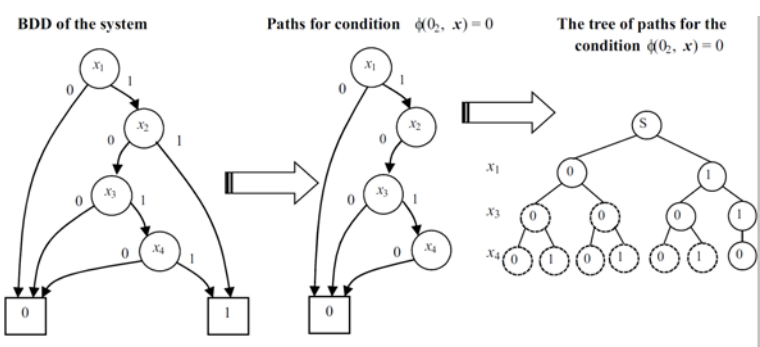 BDD of the system
Paths for condition ϕ(0₂, x) = 0
The tree of paths for the
condition ϕ(0₂, x) = 0
x₁
0
1
x₂
0
1
x₃
0
1
x₄
0
1
0
1
x₁
0
1
x₂
0
x₃
0
1
x₄
0
0
S
x₁
0
1
x₃
0
0
0
1
x₄
0
1
0
1
0
1
0